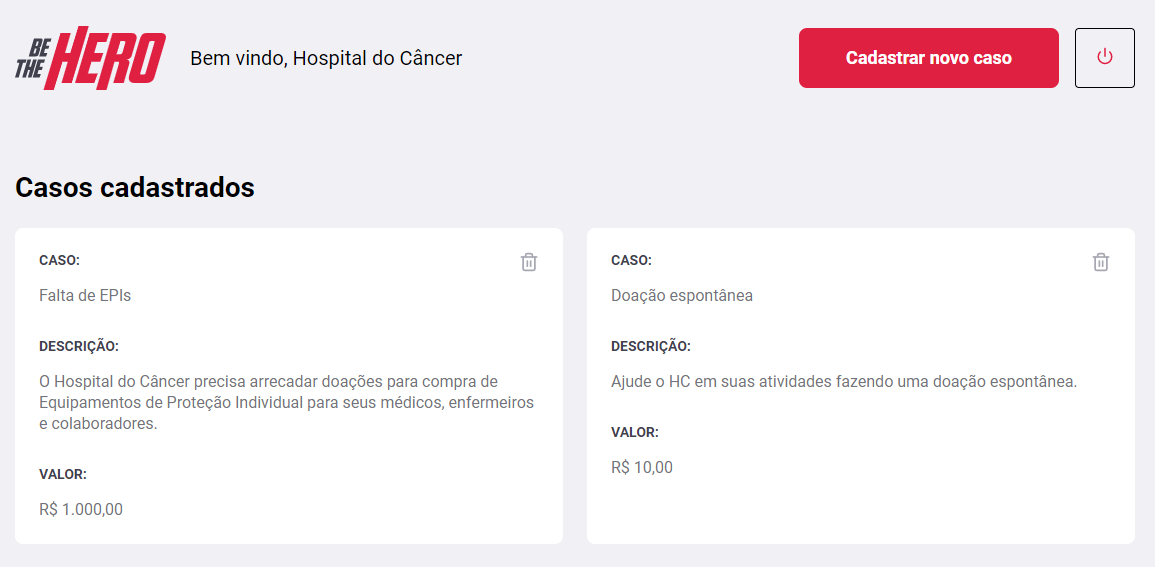 BE
THE HERO
Bem vindo, Hospital do Câncer
Cadastrar novo caso
Casos cadastrados
CASO:
Falta de EPIs
DESCRIÇÃO:
O Hospital do Câncer precisa arrecadar doações para compra de
Equipamentos de Proteção Individual para seus médicos, enfermeiros
e colaboradores.
VALOR:
R$ 1.000,00
CASO:
Doação espontânea
DESCRIÇÃO:
Ajude o HC em suas atividades fazendo uma doação espontânea.
VALOR:
R$ 10,00